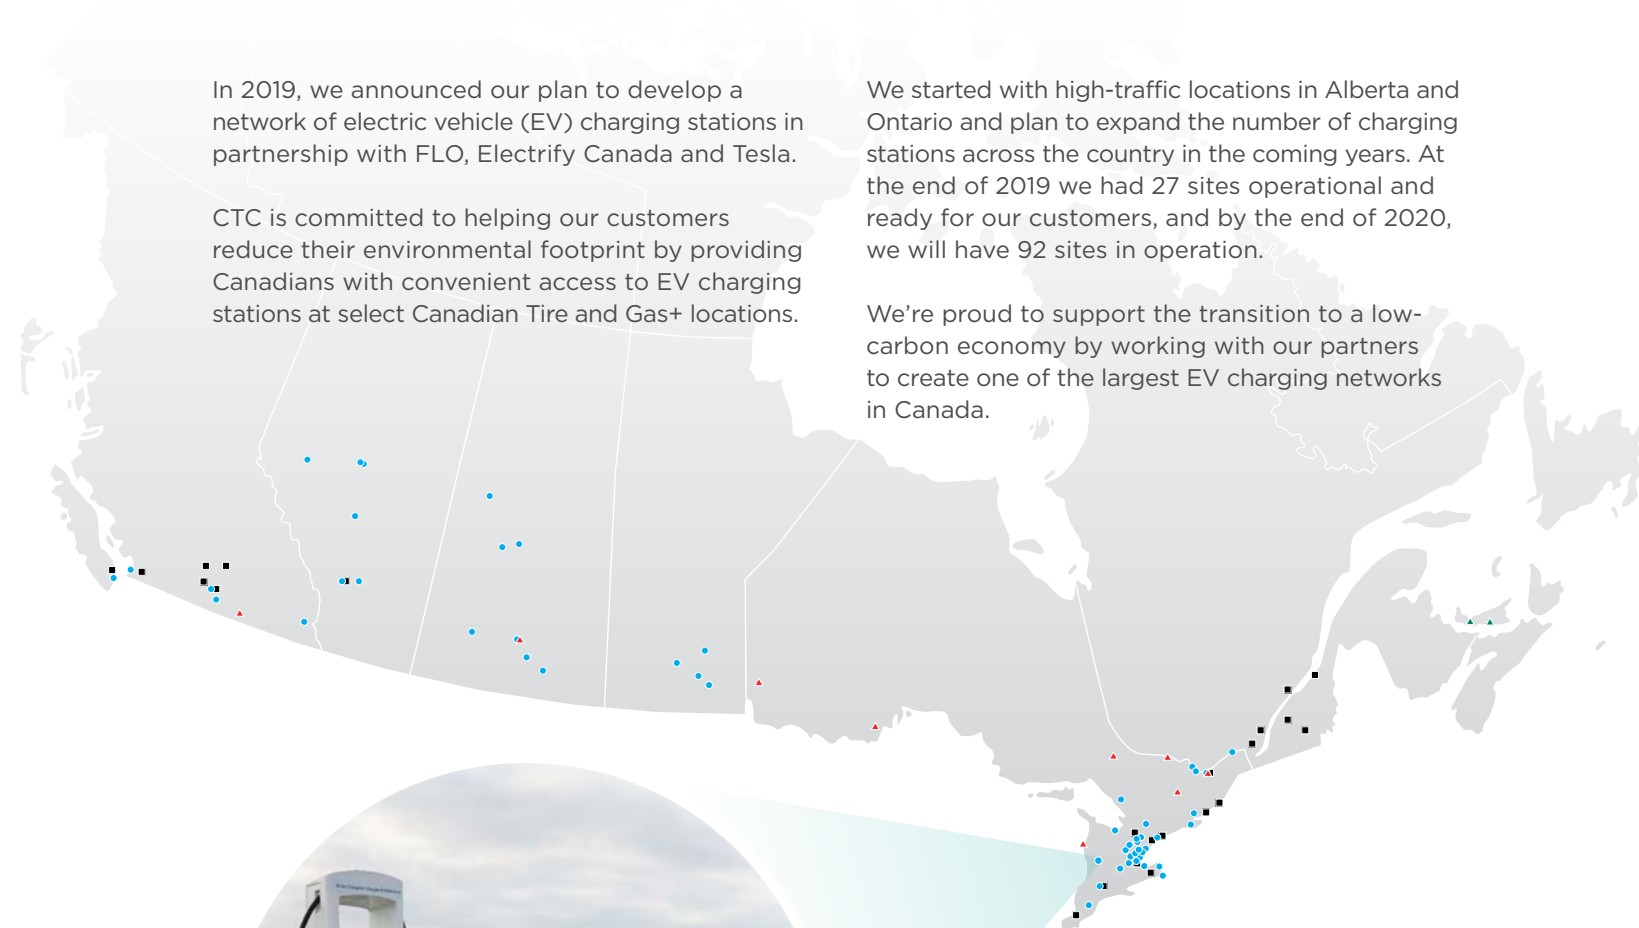 In 2019, we announced our plan to develop a
network of electric vehicle (EV) charging stations in
partnership with FLO, Electrify Canada and Tesla.
CTC is committed to helping our customers
reduce their environmental footprint by providing
Canadians with convenient access to EV charging
stations at select Canadian Tire and Gas+ locations.
We started with high-traffic locations in Alberta and
Ontario and plan to expand the number of charging
stations across the country in the coming years. At
the end of 2019 we had 27 sites operational and
ready for our customers, and by the end of 2020,
we will have 92 sites in operation.
We’re proud to support the transition to a low-
carbon economy by working with our partners
to create one of the largest EV charging networks
in Canada.